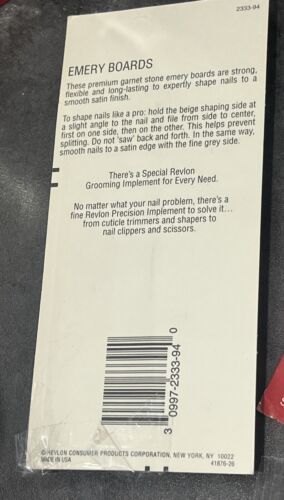 2333-94
EMERY BOARDS
These premium garnet stone emery boards are strong,
flexible and long-lasting to expertly shape nails to a
smooth satin finish.
To shape nails like a pro: hold the beige shaping side at
a slight angle to the nail and file from side to center,
first on one side, then on the other. This helps prevent
splitting. Do not 'saw' back and forth. In the same way,
smooth nails to a satin edge with the fine grey side.
There's a Special Revlon
Grooming Implement for Every Need.
No matter what your nail problem, there's a
fine Revlon Precision Implement to solve it...
from cuticle trimmers and shapers to
nail clippers and scissors.
3 0997-2333-94 0
© REVLON CONSUMER PRODUCTS CORPORATION, NEW YORK, NY 10022
MADE IN USA
41876-26